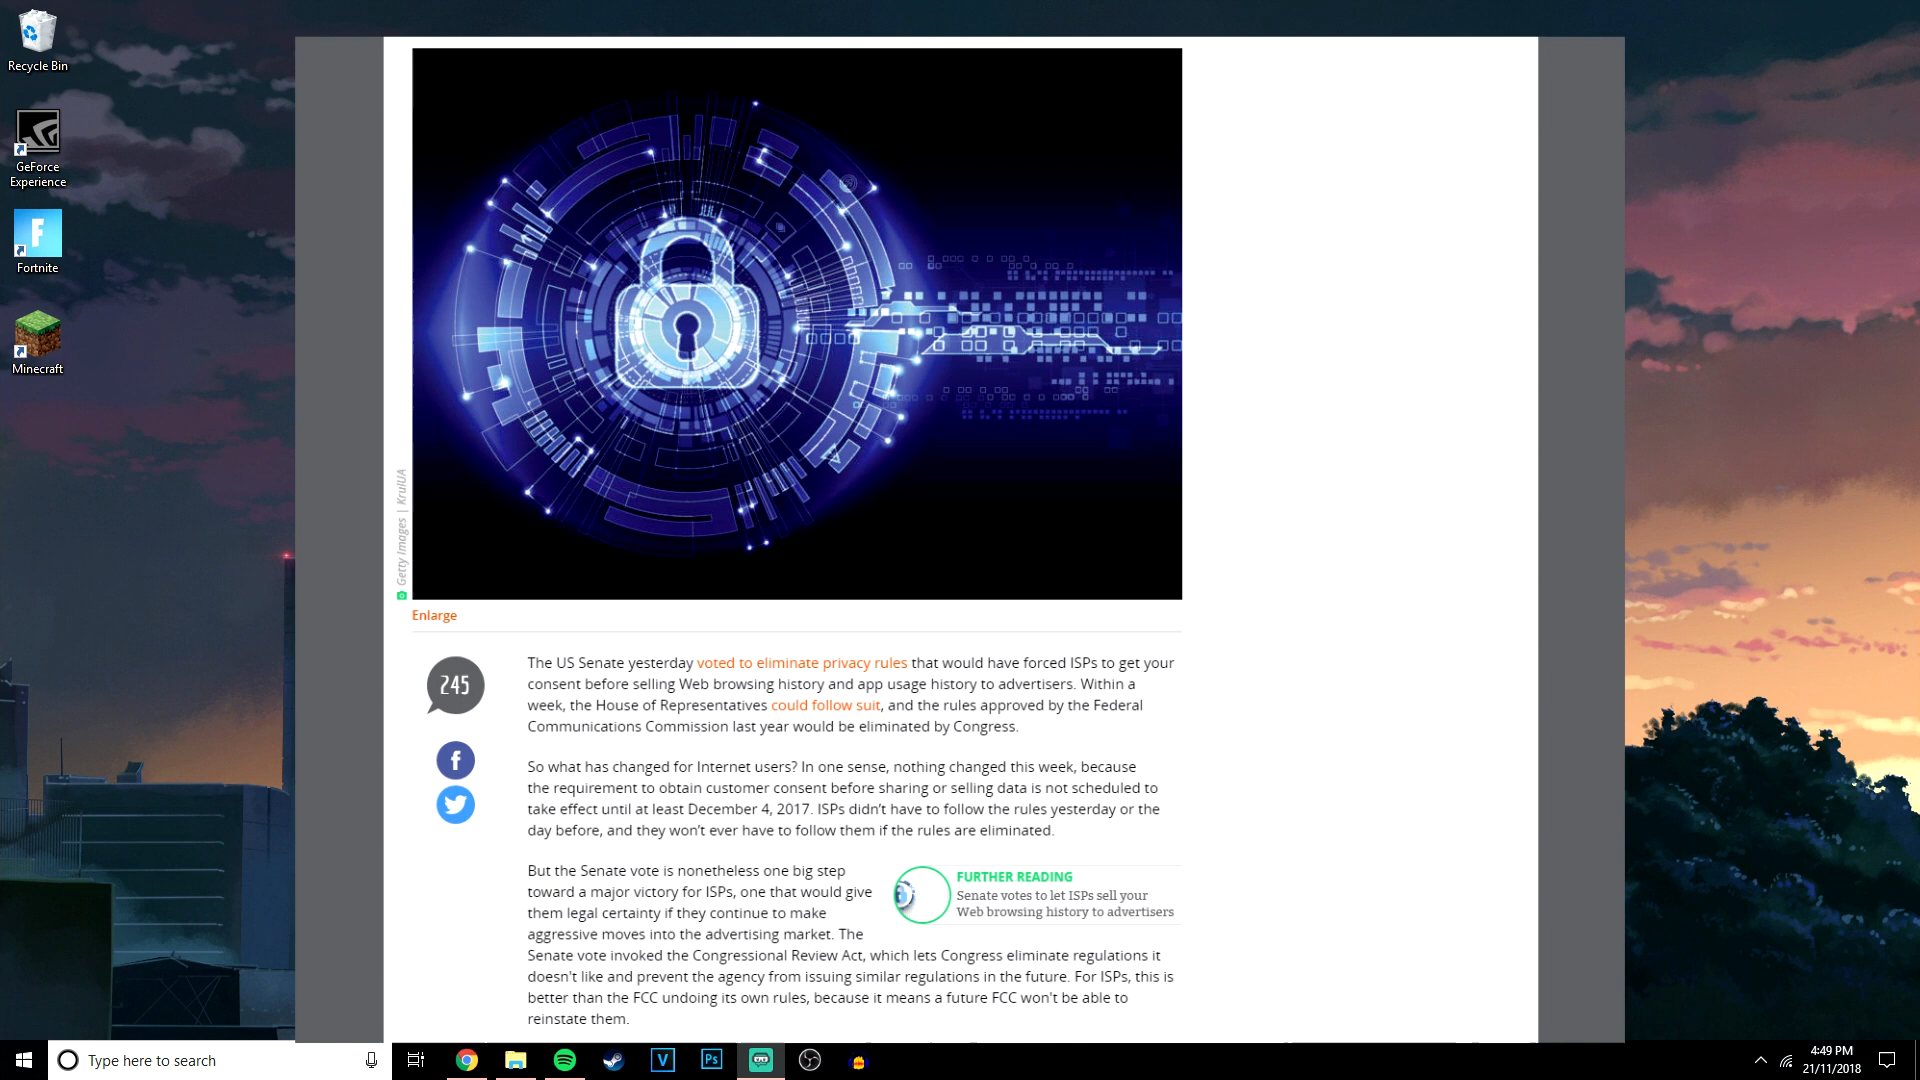 Recycle Bin
GeForce
Experience
Fortnite
Minecraft
Getty Images | KrulUA
Enlarge
245
The US Senate yesterday voted to eliminate privacy rules that would have forced ISPs to get your
consent before selling Web browsing history and app usage history to advertisers. Within a
week, the House of Representatives could follow suit, and the rules approved by the Federal
Communications Commission last year would be eliminated by Congress.
So what has changed for Internet users? In one sense, nothing changed this week, because
the requirement to obtain customer consent before sharing or selling data is not scheduled to
take effect until at least December 4, 2017. ISPs didn’t have to follow the rules yesterday or the
day before, and they won’t ever have to follow them if the rules are eliminated.
But the Senate vote is nonetheless one big step
toward a major victory for ISPs, one that would give
them legal certainty if they continue to make
aggressive moves into the advertising market. The
Senate vote invoked the Congressional Review Act, which lets Congress eliminate regulations it
doesn't like and prevent the agency from issuing similar regulations in the future. For ISPs, this is
better than the FCC undoing its own rules, because it means a future FCC won't be able to
reinstate them.
FURTHER READING
Senate votes to let ISPs sell your
Web browsing history to advertisers
Type here to search
V
Ps
4:49 PM
21/11/2018